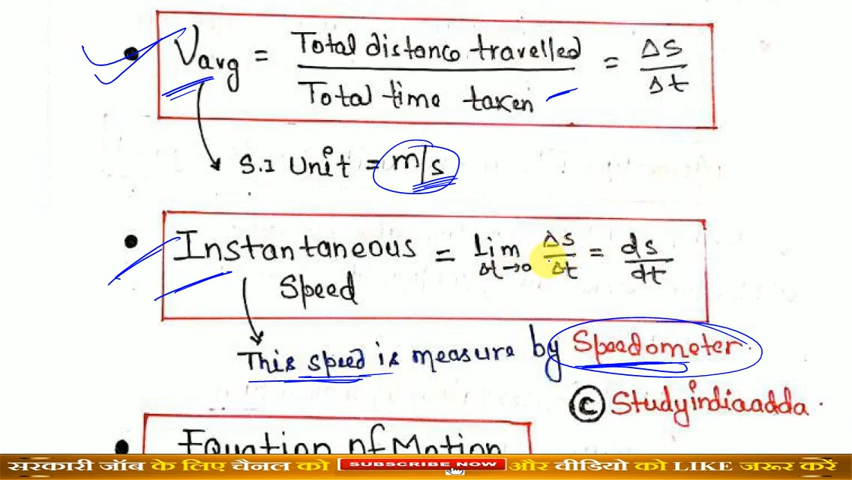 Vavg = Total distance travelled / Total time taken = Δs / Δt
S.I Unit = m/s
Instantaneous Speed = Lim Δt→0 Δs / Δt = ds / dt
This speed is measure by Speedometer
© Studyindiaadda.
Equation of Motion
सरकारी जॉब के लिए चैनल को SUBSCRIBE NOW और वीडियो को LIKE जरूर करे